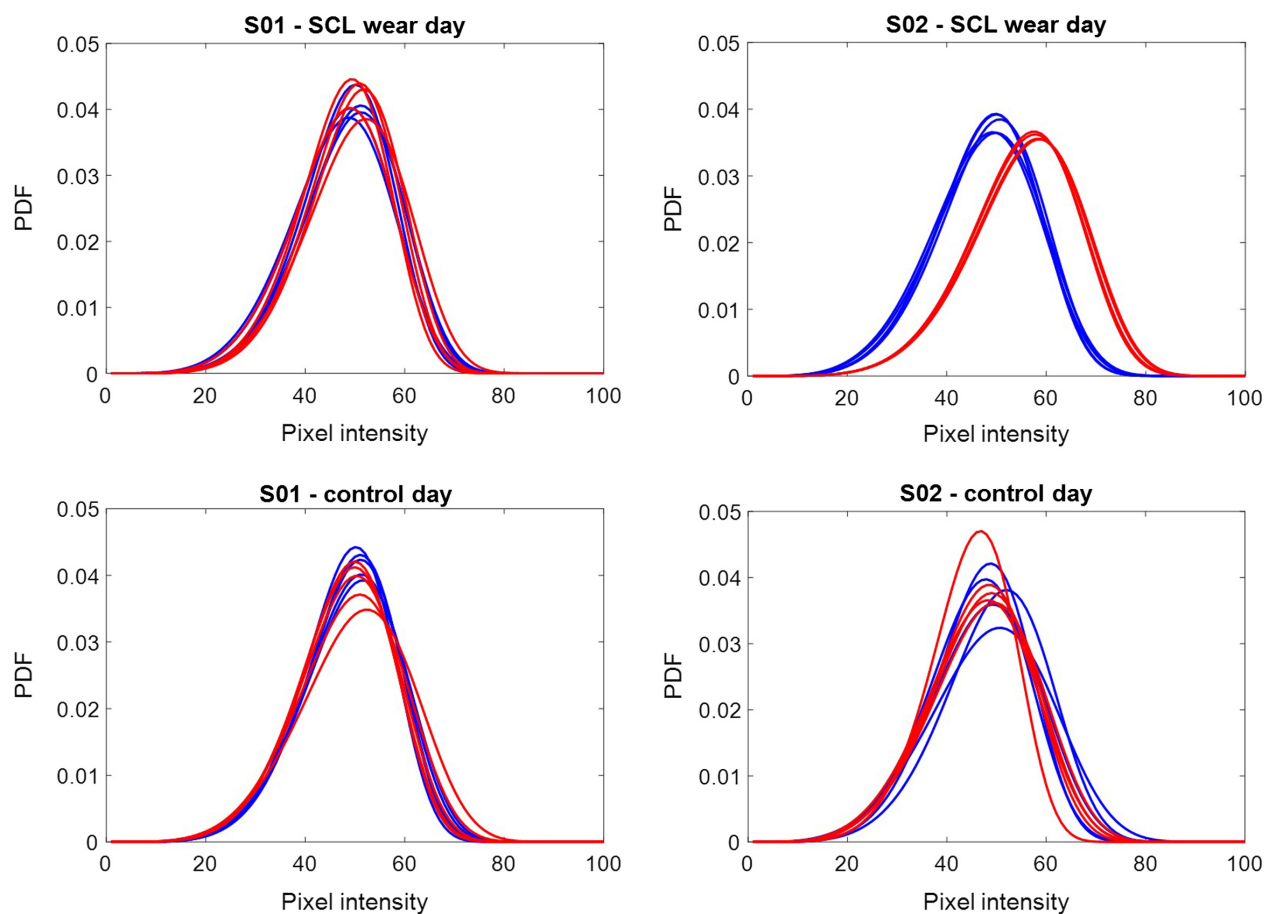 S01 - SCL wear day
0.05
0.04
0.03
0.02
0.01
0
PDF
0 20 40 60 80 100
Pixel intensity
S02 - SCL wear day
0.05
0.04
0.03
0.02
0.01
0
PDF
0 20 40 60 80 100
Pixel intensity
S01 - control day
0.05
0.04
0.03
0.02
0.01
0
PDF
0 20 40 60 80 100
Pixel intensity
S02 - control day
0.05
0.04
0.03
0.02
0.01
0
PDF
0 20 40 60 80 100
Pixel intensity